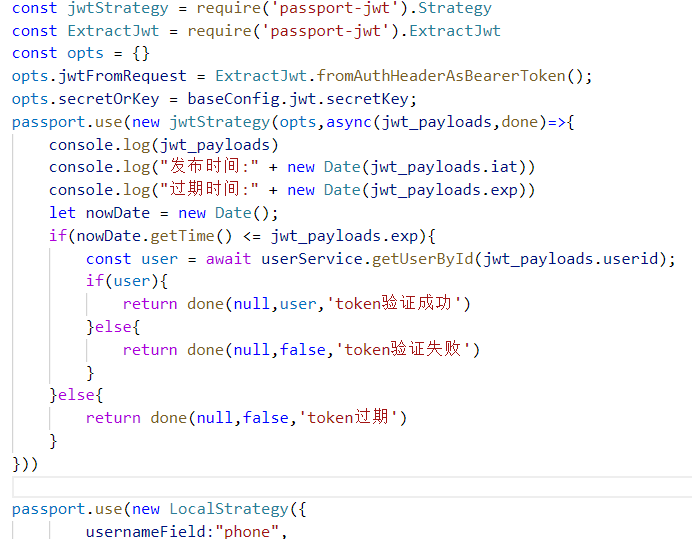 const jwtStrategy = require('passport-jwt').Strategy
const ExtractJwt = require('passport-jwt').ExtractJwt
const opts = {}
opts.jwtFromRequest = ExtractJwt.fromAuthHeaderAsBearerToken();
opts.secretOrKey = baseConfig.jwt.secretKey;
passport.use(new jwtStrategy(opts,async(jwt_payloads,done)=>{
    console.log(jwt_payloads)
    console.log("发布时间:" + new Date(jwt_payloads.iat))
    console.log("过期时间:" + new Date(jwt_payloads.exp))
    let nowDate = new Date();
    if(nowDate.getTime() <= jwt_payloads.exp){
        const user = await userService.getUserById(jwt_payloads.userid);
        if(user){
            return done(null,user,'token验证成功')
        }else{
            return done(null,false,'token验证失败')
        }
    }else{
        return done(null,false,'token过期')
    }
}))
passport.use(new LocalStrategy({
        usernameField:"phone",